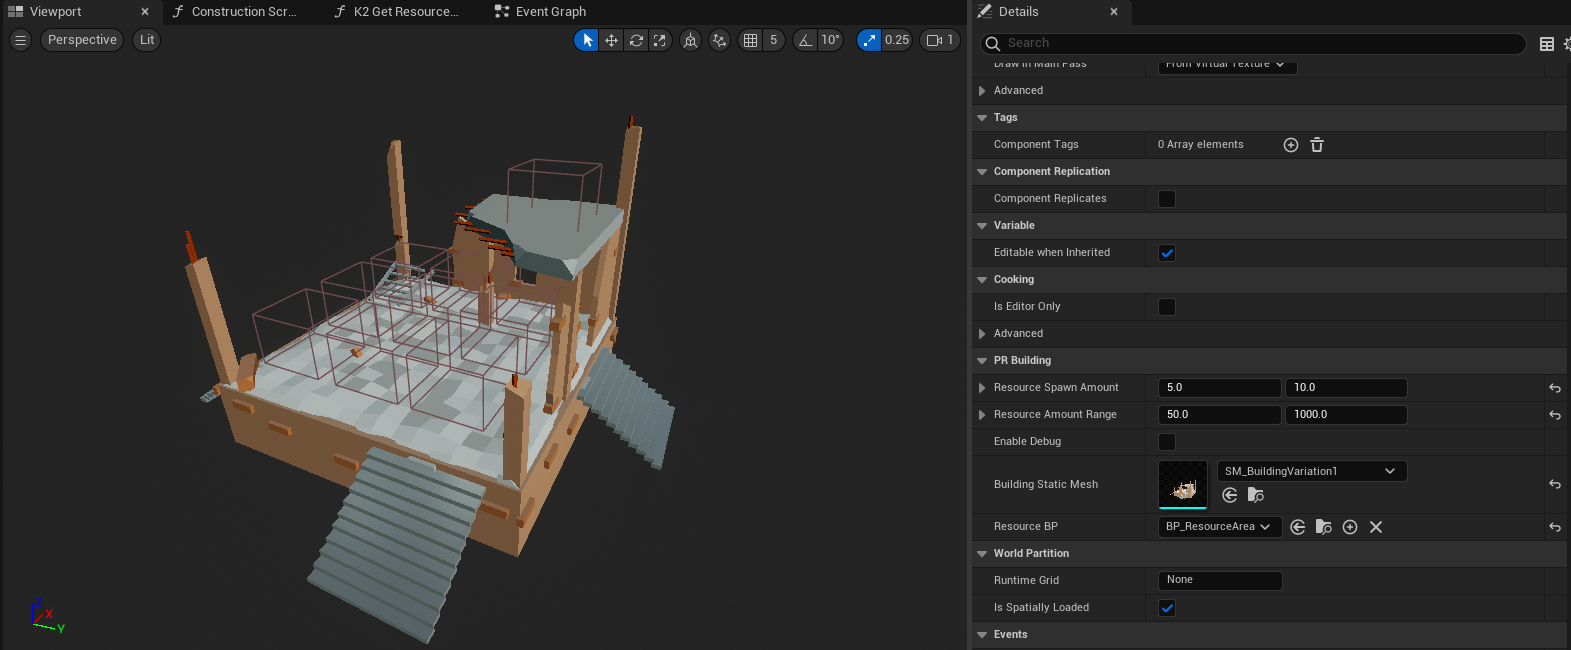 Viewport
Construction Scr...
K2 Get Resource...
Event Graph
Perspective
Lit
5
10°
0.25
1
Z
X
Y
Details
Search
Draw in Main Pass
From Virtual Texture
Advanced
Tags
Component Tags
0 Array elements
Component Replication
Component Replicates
Variable
Editable when Inherited
Cooking
Is Editor Only
Advanced
PR Building
Resource Spawn Amount
5.0
10.0
Resource Amount Range
50.0
1000.0
Enable Debug
Building Static Mesh
SM_BuildingVariation1
Resource BP
BP_ResourceArea
World Partition
Runtime Grid
None
Is Spatially Loaded
Events